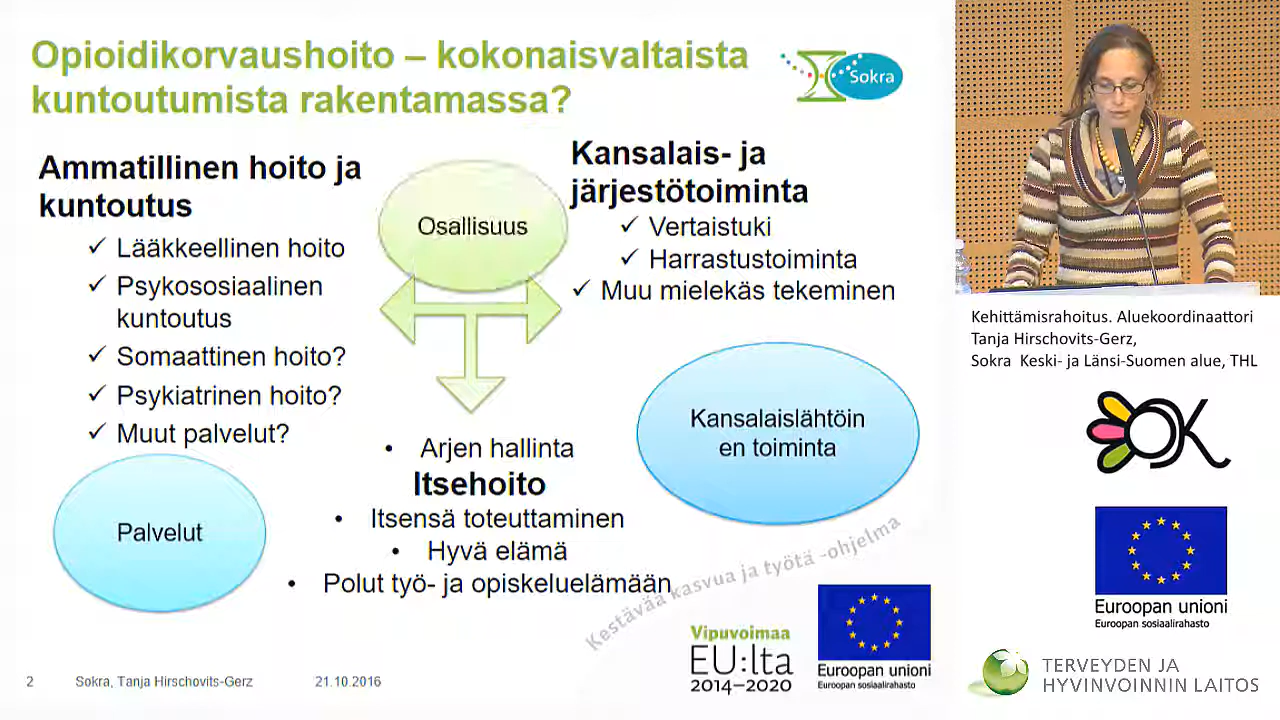 Opioidikorvaushoito – kokonaisvaltaista
kuntoutumista rakentamassa?
Sokra
Ammatillinen hoito ja
kuntoutus
✓ Lääkkeellinen hoito
✓ Psykososiaalinen
kuntoutus
✓ Somaattinen hoito?
✓ Psykiatrinen hoito?
✓ Muut palvelut?
Palvelut
Osallisuus
• Arjen hallinta
Itsehoito
• Itsensä toteuttaminen
• Hyvä elämä
• Polut työ- ja opiskeluelämään
Kansalais- ja
järjestötoiminta
✓ Vertaistuki
✓ Harrastustoiminta
✓ Muu mielekäs tekeminen
Kansalaislähtöin
en toiminta
Kestävää kasvua ja työtä -ohjelma
Vipuvoimaa
EU:lta
2014–2020
Euroopan unioni
Euroopan sosiaalirahasto
2
Sokra, Tanja Hirschovits-Gerz
21.10.2016
Kehittämisrahoitus. Aluekoordinaattori
Tanja Hirschovits-Gerz,
Sokra Keski- ja Länsi-Suomen alue, THL
OK
Euroopan unioni
Euroopan sosiaalirahasto
TERVEYDEN JA
HYVINVOINNIN LAITOS